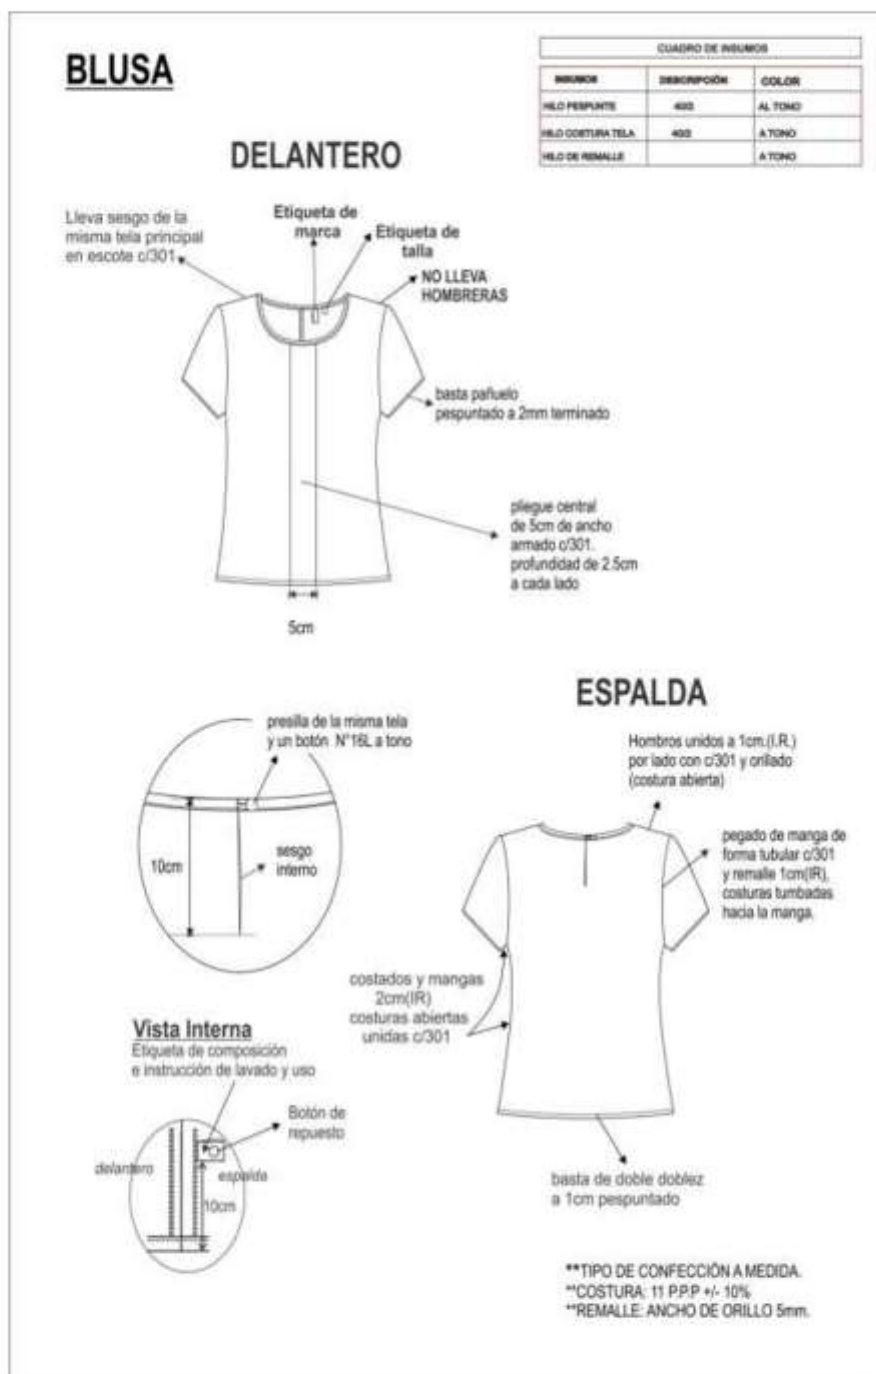 BLUSA
CUADRO DE INSUMOS
INSUMOS DESCRIPCIÓN COLOR
HILO PESPUNTE 40/2 AL TONO
HILO COSTURA TELA 40/2 A TONO
HILO DE REMALLE A TONO
DELANTERO
Lleva sesgo de la
misma tela principal
en escote c/301
Etiqueta de
marca
Etiqueta de
talla
NO LLEVA
HOMBRERAS
basta pañuelo
pespuntado a 2mm terminado
pliegue central
de 5cm de ancho
armado c/301.
profundidad de 2.5cm
a cada lado
5cm
presilla de la misma tela
y un botón N°16L a tono
10cm
sesgo
interno
ESPALDA
Hombros unidos a 1cm.(I.R.)
por lado con c/301 y orillado
(costura abierta)
pegado de manga de
forma tubular c/301
y remalle 1cm(IR),
costuras tumbadas
hacia la manga.
costados y mangas
2cm(IR)
costuras abiertas
unidas c/301
basta de doble doblez
a 1cm pespuntado
Vista Interna
Etiqueta de composición
e instrucción de lavado y uso
Botón de
repuesto
delantero
espalda
10cm
**TIPO DE CONFECCIÓN A MEDIDA.
**COSTURA: 11 P.P.P +/- 10%
**REMALLE: ANCHO DE ORILLO 5mm.